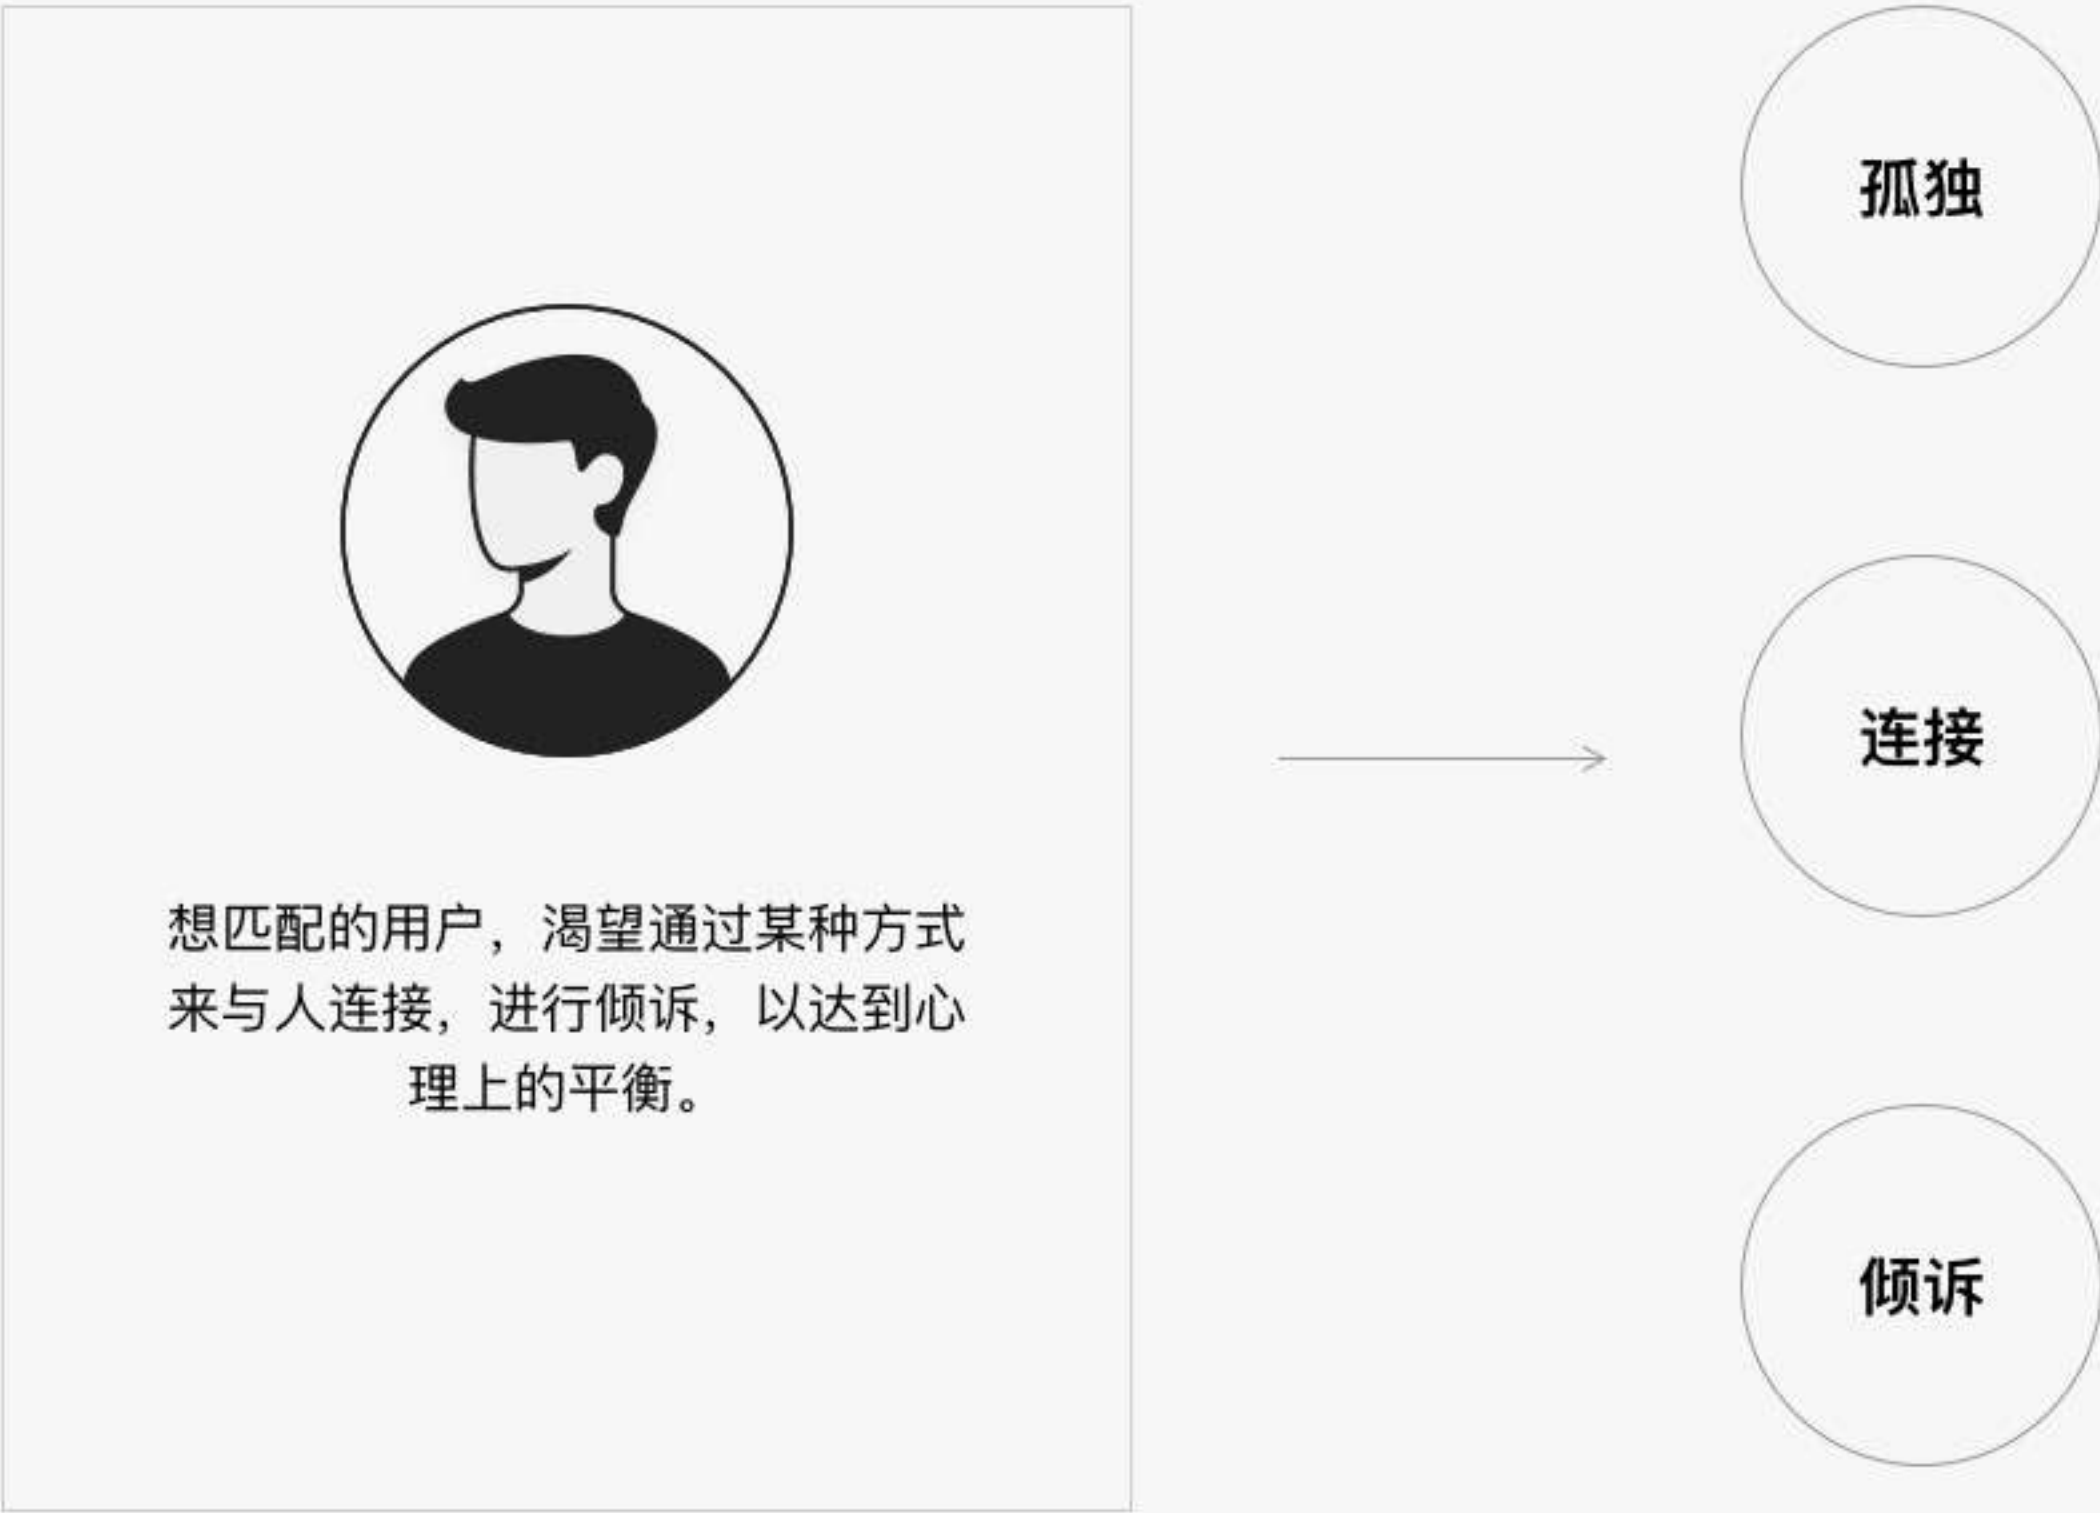 想匹配的用户，渴望通过某种方式
来与人连接，进行倾诉，以达到心
理上的平衡。
孤独
连接
倾诉